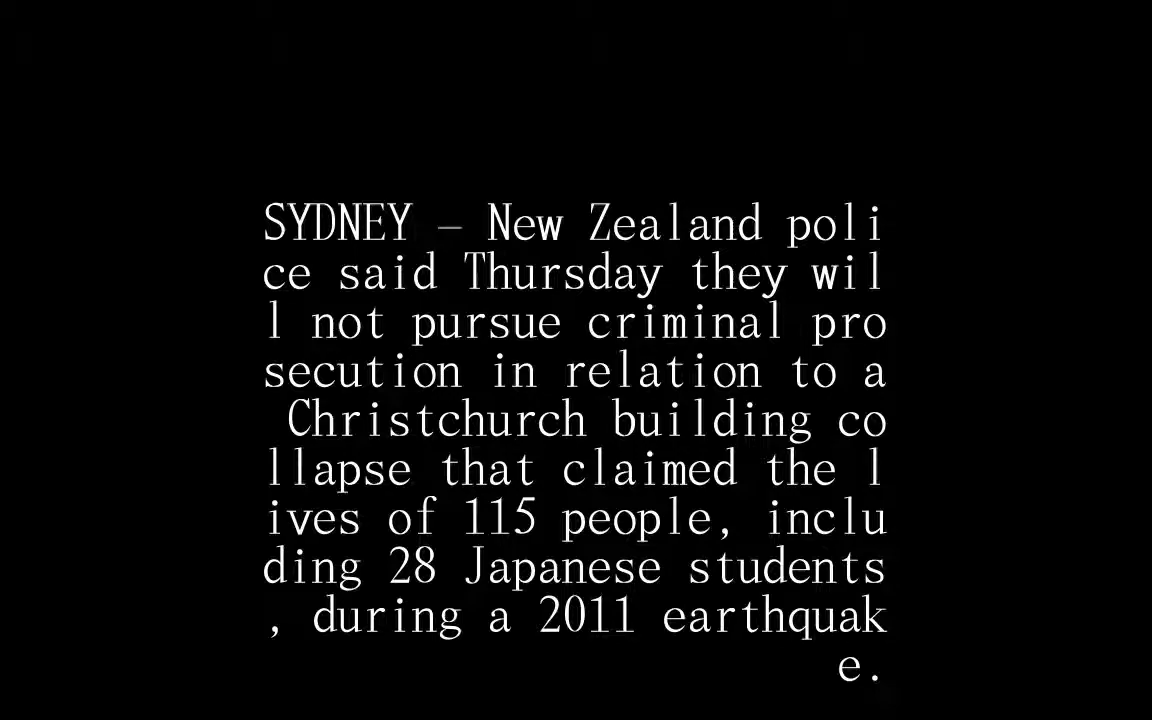 SYDNEY – New Zealand poli
ce said Thursday they wil
l not pursue criminal pro
secution in relation to a
Christchurch building co
llapse that claimed the l
ives of 115 people, inclu
ding 28 Japanese students
, during a 2011 earthquak
e.